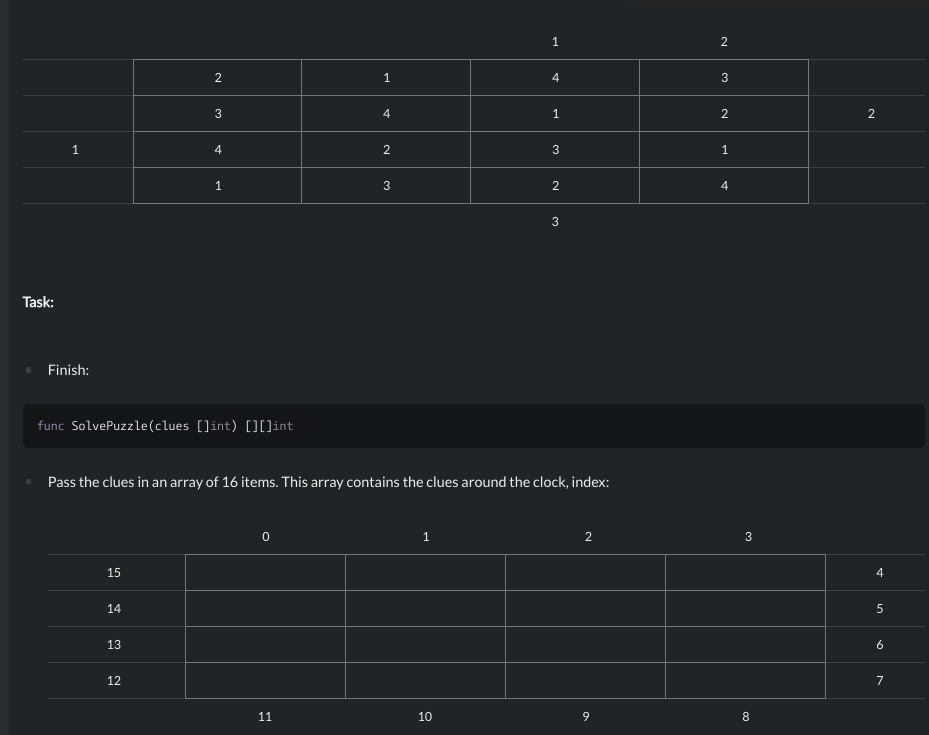 1 2
2 1 4 3
3 4 1 2 2
1 4 2 3 1
1 3 2 4
3
Task:
Finish:
func SolvePuzzle(clues []int) [][]int
Pass the clues in an array of 16 items. This array contains the clues around the clock, index:
0 1 2 3
15 4
14 5
13 6
12 7
11 10 9 8